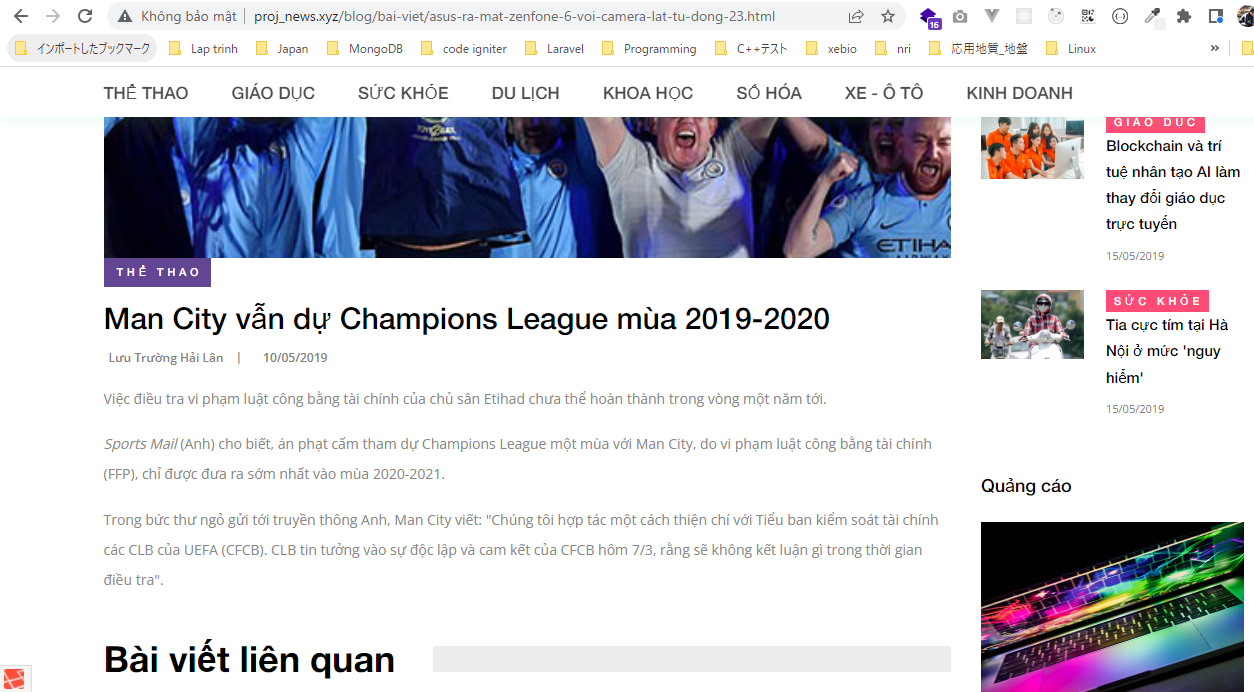 Không bảo mật
proj_news.xyz/blog/bai-viet/asus-ra-mat-zenfone-6-voi-camera-lat-tu-dong-23.html
16
インポートしたブックマーク
Lap trinh
Japan
MongoDB
code igniter
Laravel
Programming
C++テスト
xebio
nri
応用地質_地盤
Linux
»
THỂ THAO
GIÁO DỤC
SỨC KHỎE
DU LỊCH
KHOA HỌC
SỐ HÓA
XE - Ô TÔ
KINH DOANH
ETIHA
THỂ THAO
Man City vẫn dự Champions League mùa 2019-2020
Lưu Trường Hải Lân | 10/05/2019
Việc điều tra vi phạm luật công bằng tài chính của chủ sân Etihad chưa thể hoàn thành trong vòng một năm tới.
Sports Mail (Anh) cho biết, án phạt cấm tham dự Champions League một mùa với Man City, do vi phạm luật công bằng tài chính
(FFP), chỉ được đưa ra sớm nhất vào mùa 2020-2021.
Trong bức thư ngỏ gửi tới truyền thông Anh, Man City viết: "Chúng tôi hợp tác một cách thiện chí với Tiểu ban kiểm soát tài chính
các CLB của UEFA (CFCB). CLB tin tưởng vào sự độc lập và cam kết của CFCB hôm 7/3, rằng sẽ không kết luận gì trong thời gian
điều tra".
Bài viết liên quan
GIÁO DỤC
Blockchain và trí
tuệ nhân tạo AI làm
thay đổi giáo dục
trực tuyến
15/05/2019
SỨC KHỎE
Tia cực tím tại Hà
Nội ở mức 'nguy
hiểm'
15/05/2019
Quảng cáo